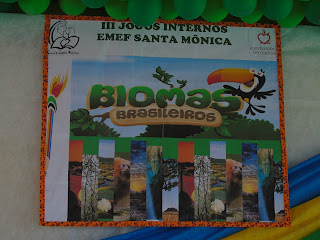 III JOGOS INTERNOS
EMEF SANTA MÔNICA
BIOMAS
BRASILEIROS